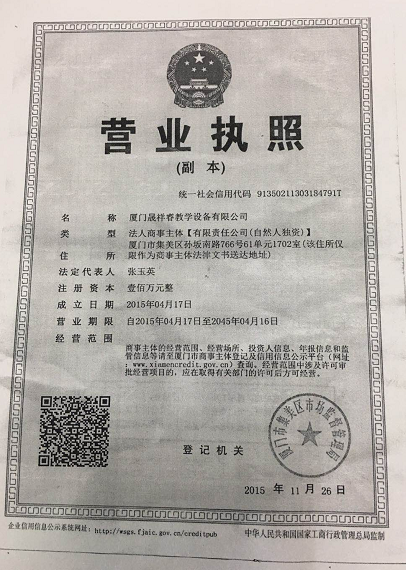 营业执照
(副 本)
统一社会信用代码 91350211303184791T
名 称 厦门晟祥睿教学设备有限公司
类 型 法人商事主体【有限责任公司(自然人独资)】
住 所 厦门市集美区孙坂南路766号61单元1702室(该住所仅
限作为商事主体法律文书送达地址)
法定代表人 张玉英
注册资本 壹佰万元整
成立日期 2015年04月17日
营业期限 自2015年04月17日至2045年04月16日
经营范围
商事主体的经营范围、经营场所、投资人信息、年报信息和监
管信息等请至厦门市商事主体登记及信用信息公示平台(网址
:www.xiamencredit.gov.cn)查询。经营范围中涉及许可审
批经营项目的,应在取得有关部门的许可后方可经营。
厦门市集美区市场监督管理局
登记机关
2015 年 11 月 26 日
企业信用信息公示系统网址:http://wsgs.fjaic.gov.cn/creditpub
中华人民共和国国家工商行政管理总局监制